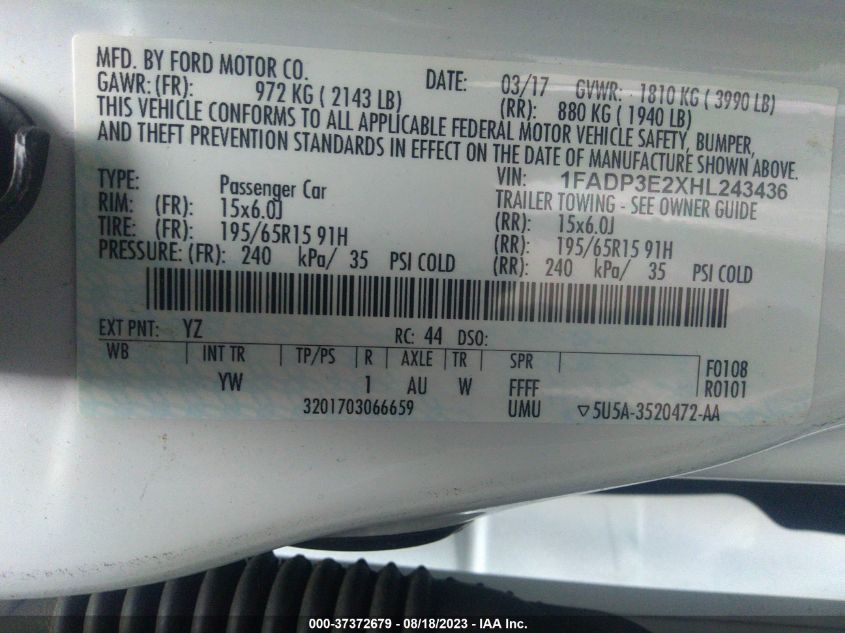 MFD. BY FORD MOTOR CO.
DATE: 03/17 GVWR: 1810 KG ( 3990 LB)
GAWR: (FR): 972 KG ( 2143 LB) (RR): 880 KG ( 1940 LB)
THIS VEHICLE CONFORMS TO ALL APPLICABLE FEDERAL MOTOR VEHICLE SAFETY, BUMPER,
AND THEFT PREVENTION STANDARDS IN EFFECT ON THE DATE OF MANUFACTURE SHOWN ABOVE.
VIN: 1FADP3E2XHL243436
TYPE: Passenger Car TRAILER TOWING - SEE OWNER GUIDE
RIM: (FR): 15x6.0J (RR): 15x6.0J
TIRE: (FR): 195/65R15 91H (RR): 195/65R15 91H
PRESSURE: (FR): 240 kPa/ 35 PSI COLD (RR): 240 kPa/ 35 PSI COLD
EXT PNT: YZ RC: 44 DSO:
WB INT TR TP/PS R AXLE TR SPR F0108
YW 1 AU W FFFF R0101
3201703066659 UMU ▽5U5A-3520472-AA
000-37372679 - 08/18/2023 - IAA Inc.